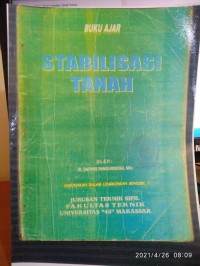 BUKU AJAR
STABILISASI
TANAH
OLEH:
JURUSAN TEKNIK SIPIL
FAKULTAS TEKNIK
UNIVERSITAS "45" MAKASSAR
2021/4/26 08:09